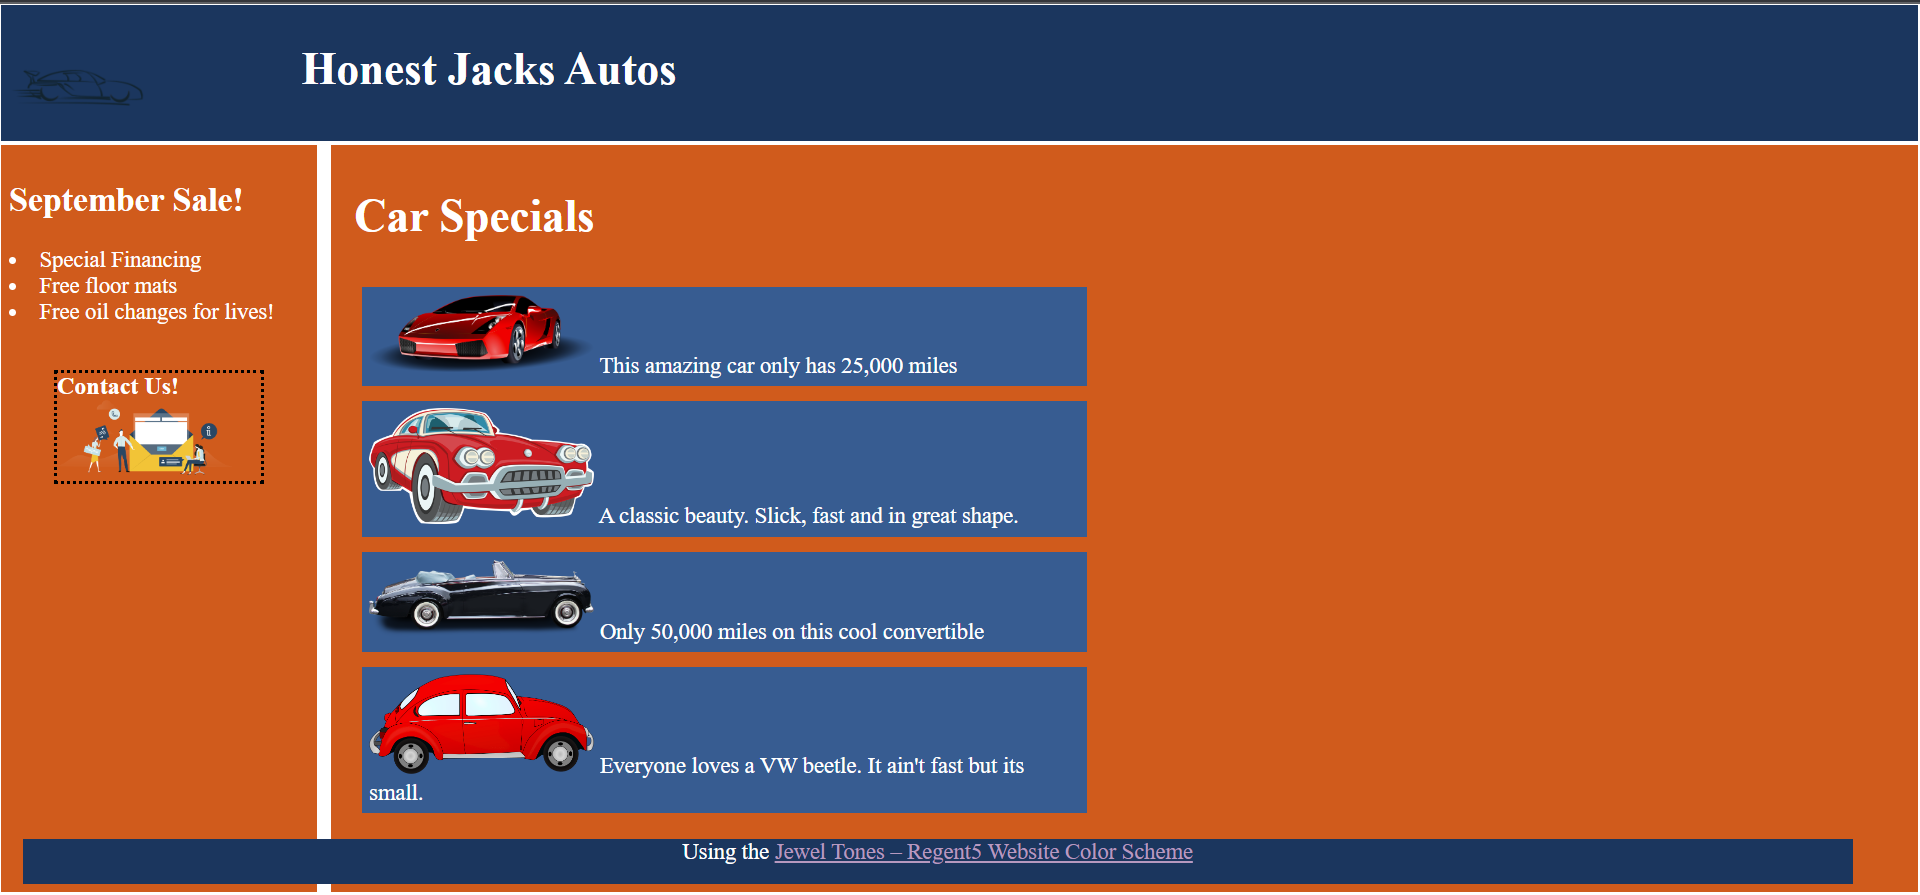 Honest Jacks Autos
September Sale!
Special Financing
Free floor mats
Free oil changes for lives!
Contact Us!
Car Specials
This amazing car only has 25,000 miles
A classic beauty. Slick, fast and in great shape.
Only 50,000 miles on this cool convertible
Everyone loves a VW beetle. It ain't fast but its
small.
Using the Jewel Tones – Regent5 Website Color Scheme